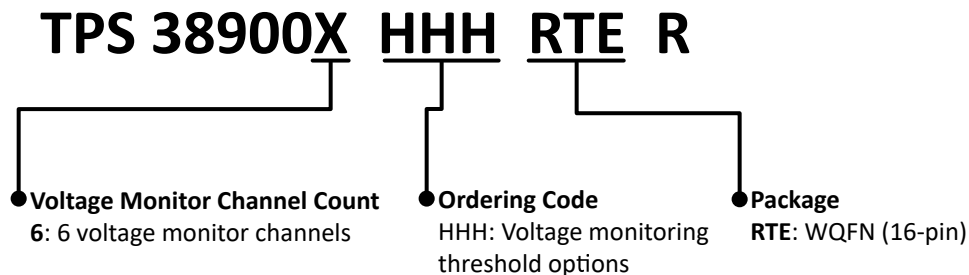 TPS 38900X HHH RTE R
Voltage Monitor Channel Count
6: 6 voltage monitor channels
Ordering Code
HHH: Voltage monitoring
threshold options
Package
RTE: WQFN (16-pin)